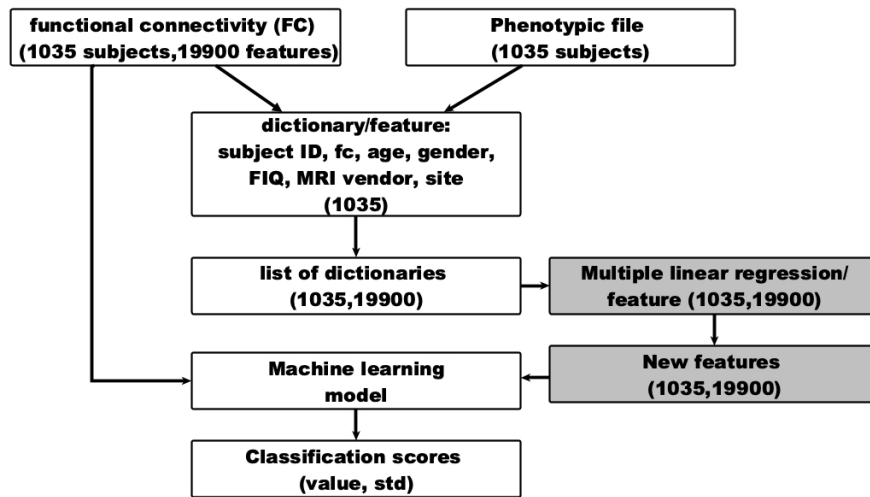 functional connectivity (FC)
(1035 subjects,19900 features)
Phenotypic file
(1035 subjects)
dictionary/feature:
subject ID, fc, age, gender,
FIQ, MRI vendor, site
(1035)
list of dictionaries
(1035,19900)
Multiple linear regression/
feature (1035,19900)
New features
(1035,19900)
Machine learning
model
Classification scores
(value, std)